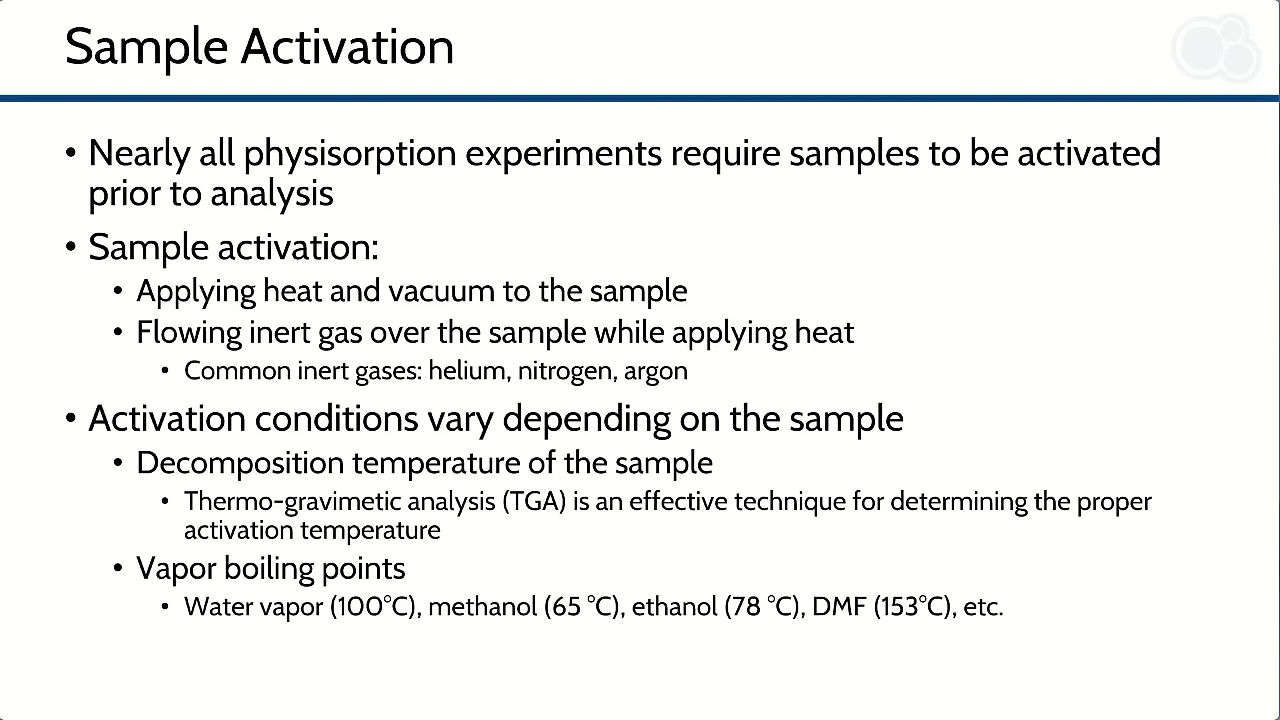 Sample Activation
• Nearly all physisorption experiments require samples to be activated
prior to analysis
• Sample activation:
• Applying heat and vacuum to the sample
• Flowing inert gas over the sample while applying heat
• Common inert gases: helium, nitrogen, argon
• Activation conditions vary depending on the sample
• Decomposition temperature of the sample
• Thermo-gravimetic analysis (TGA) is an effective technique for determining the proper
activation temperature
• Vapor boiling points
• Water vapor (100°C), methanol (65 °C), ethanol (78 °C), DMF (153°C), etc.